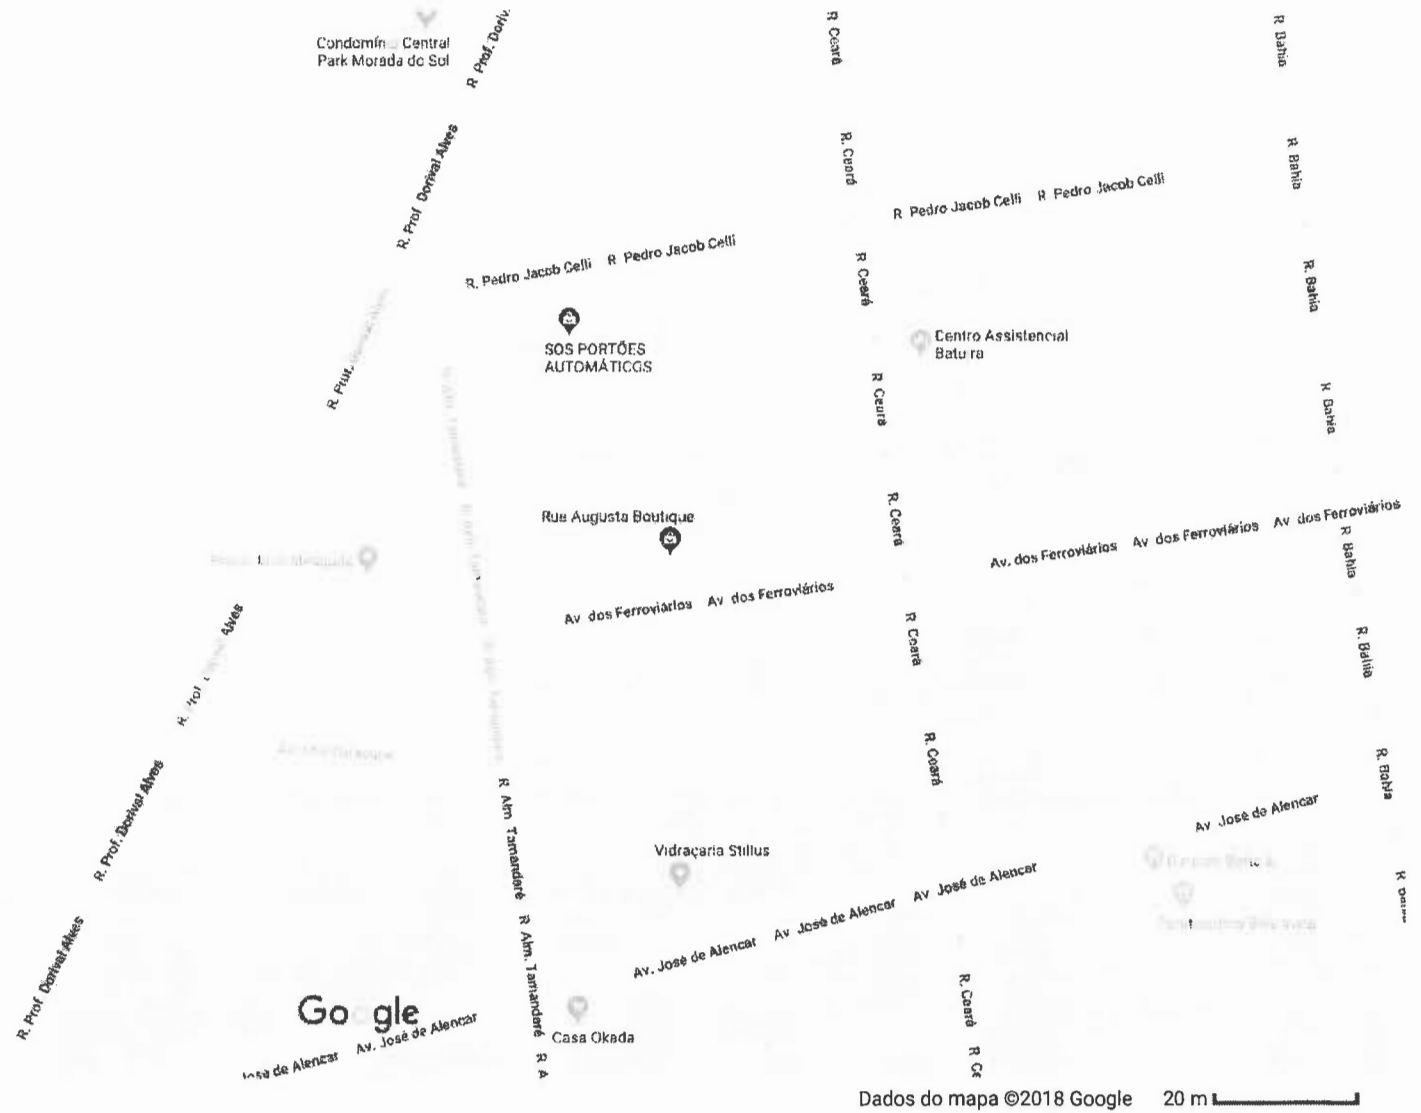 Condomín Central
Park Morada do Sol
R Prof. Doriv.
R Ceará
R Bahia
R. Prof Dorival Alves
R. Ceará
R Bahia
R Pedro Jacob Celli R Pedro Jacob Celli
R. Pedro Jacob Celli R Pedro Jacob Celli
R Ceará
R. Bahia
SOS PORTÕES
AUTOMÁTICOS
Centro Assistencial
Batu ra
R. Prof.
R Ceará
R Bahia
Rue Augusta Boutique
R. Ceará
Av. dos Ferroviários Av dos Ferroviários Av dos Ferroviários
R Bahia
Av dos Ferroviários Av dos Ferroviários
Alves
R Ceará
R. Bahia
R. Prof. Dorival Alves
R. Ceará
R. Bahia
R Alm Tamandaré R Alm. Tamandaré R A
Vidraçaria Stillus
Av José de Alencar
Av. José de Alencar Av José de Alencar Av José de Alencar
R. Prof Dorival Alves
R. Ceará R Ce
Google
José de Alencar Av. José de Alencar
Casa Okada
Dados do mapa ©2018 Google 20 m